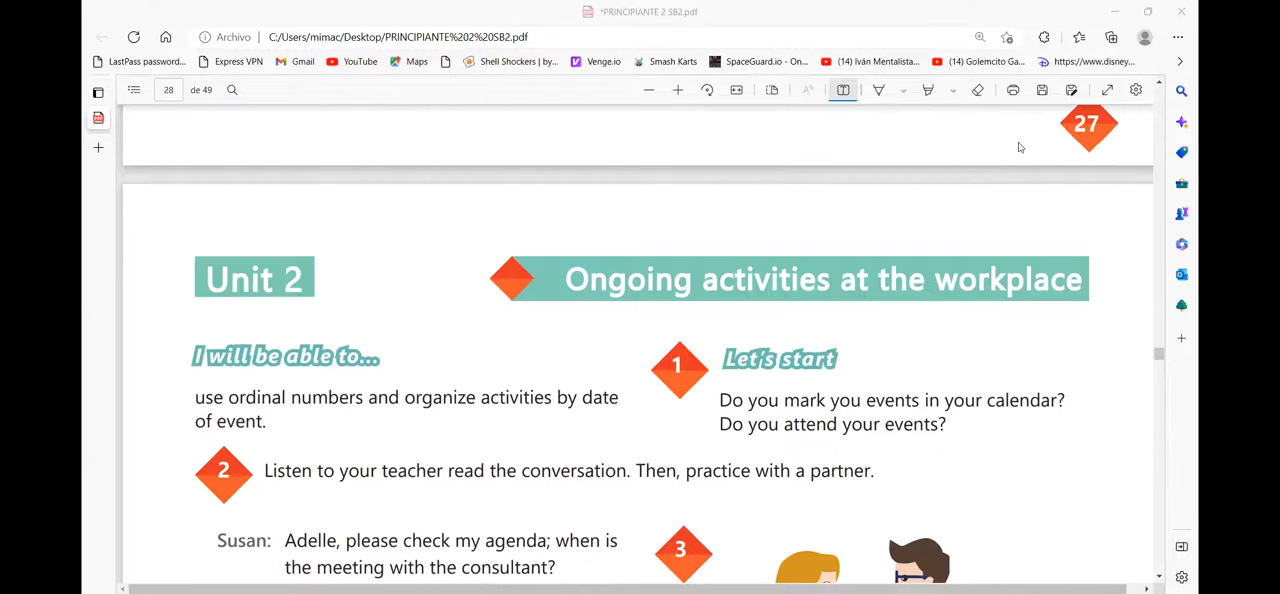 *PRINCIPIANTE 2 SB2.pdf
Archivo
C:/Users/mimac/Desktop/PRINCIPIANTE%202%20SB2.pdf
LastPass password...
Express VPN
Gmail
YouTube
Maps
Shell Shockers | by...
Venge.io
Smash Karts
SpaceGuard.io - On...
(14) Iván Mentalista...
(14) Golemcito Ga...
https://www.disney...
28
de 49
27
Unit 2
Ongoing activities at the workplace
I will be able to...
use ordinal numbers and organize activities by date
of event.
1
Let's start
Do you mark you events in your calendar?
Do you attend your events?
2
Listen to your teacher read the conversation. Then, practice with a partner.
Susan: Adelle, please check my agenda; when is
the meeting with the consultant?
3